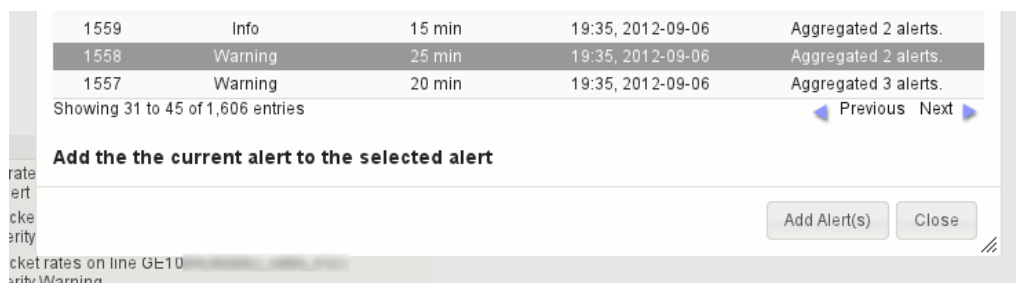 1559 Info 15 min 19:35, 2012-09-06 Aggregated 2 alerts.
1558 Warning 25 min 19:35, 2012-09-06 Aggregated 2 alerts.
1557 Warning 20 min 19:35, 2012-09-06 Aggregated 3 alerts.
Showing 31 to 45 of 1,606 entries Previous Next
Add the the current alert to the selected alert
rate
ert
cke
erity
Add Alert(s) Close
cket rates on line GE10
erity Warning